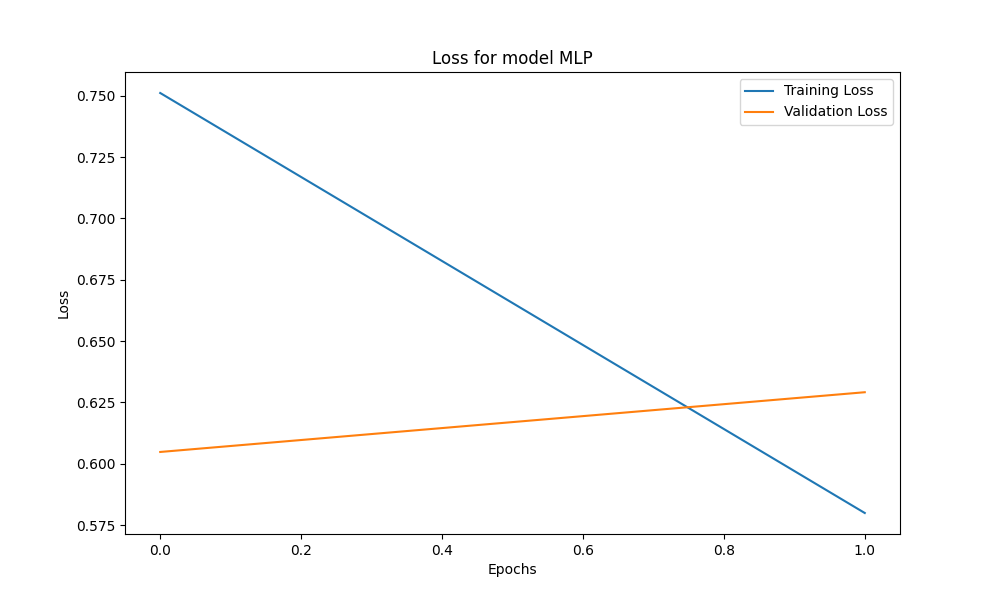 Loss for model MLP
Training Loss
Validation Loss
0.750
0.725
0.700
0.675
0.650
0.625
0.600
0.575
Loss
0.0 0.2 0.4 0.6 0.8 1.0
Epochs